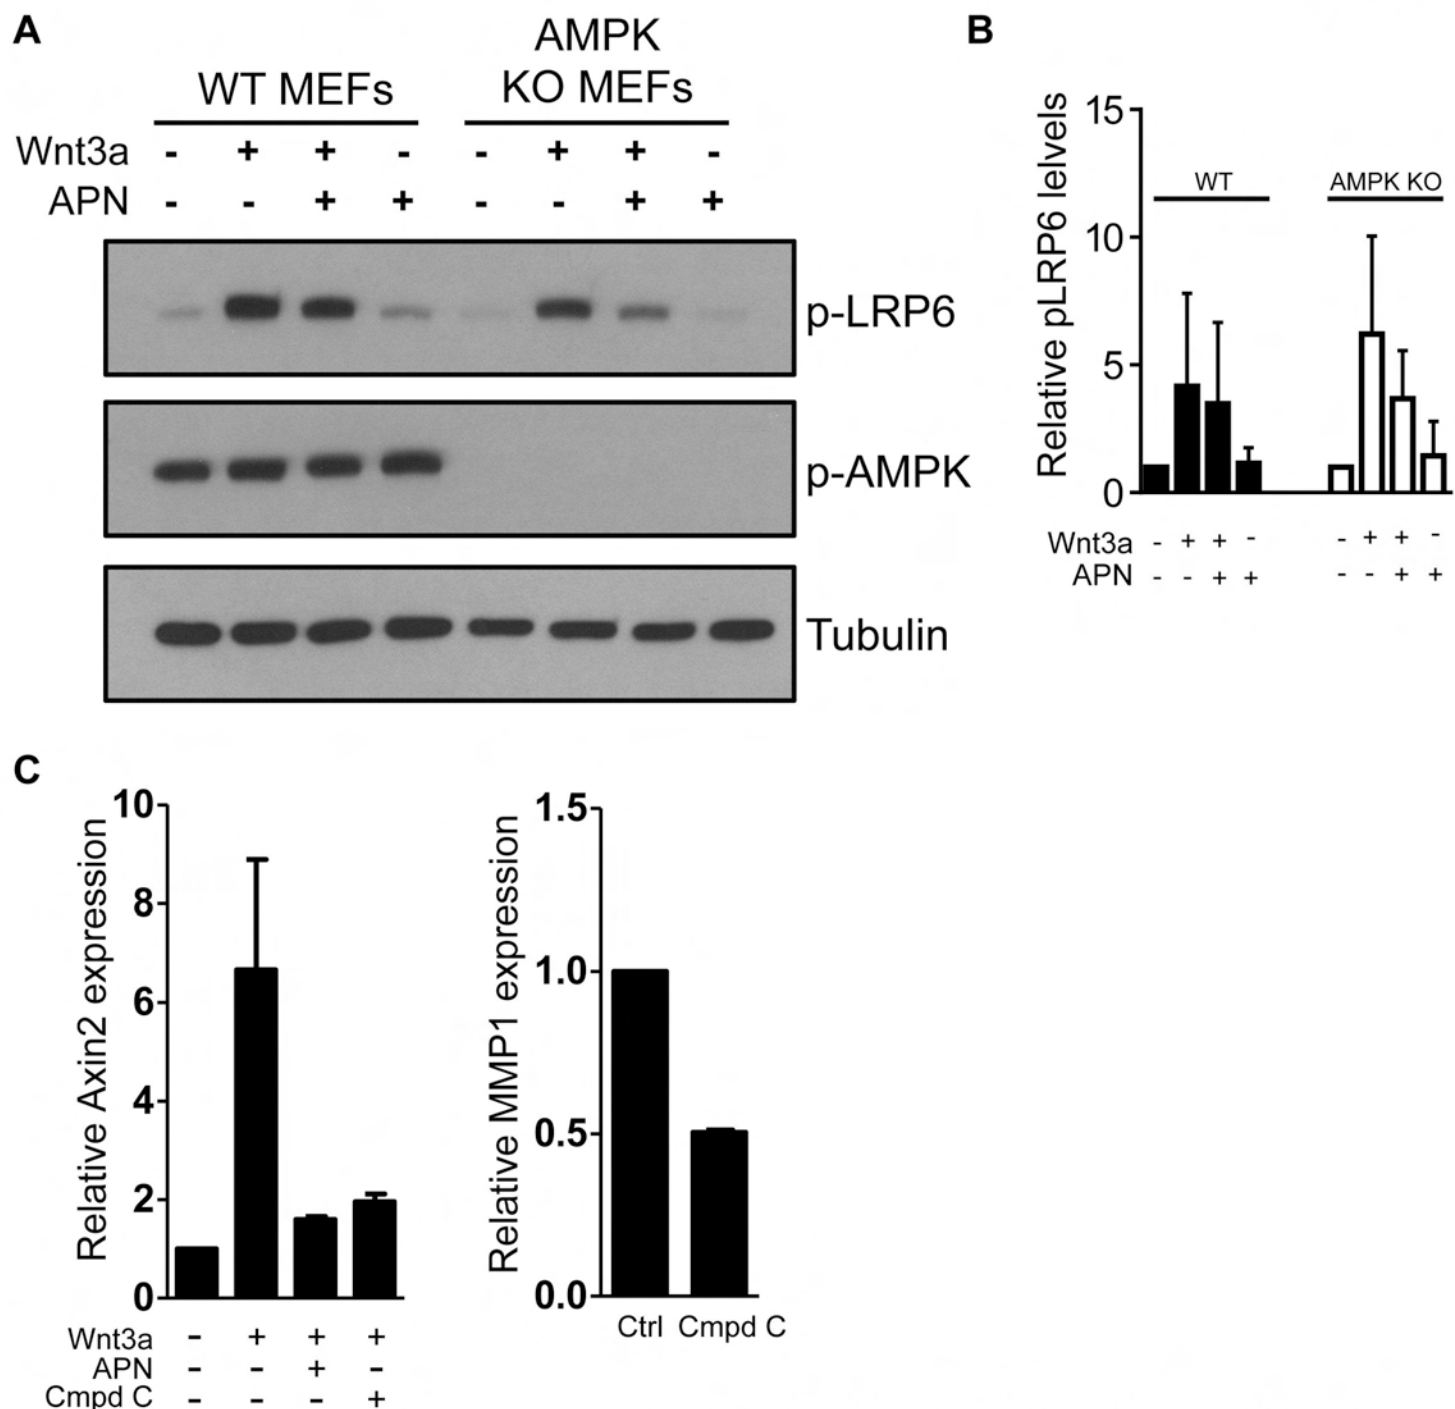 A
AMPK
WT MEFs KO MEFs
Wnt3a - + + - - + + -
APN - - + + - - + +
p-LRP6
p-AMPK
Tubulin
B
Relative pLRP6 lelvels
15
10
5
0
WT AMPK KO
Wnt3a - + + - - + + -
APN - - + + - - + +
C
Relative Axin2 expression
10
8
6
4
2
0
Wnt3a - + + +
APN - - + -
Cmpd C - - - +
Relative MMP1 expression
1.5
1.0
0.5
0.0
Ctrl Cmpd C